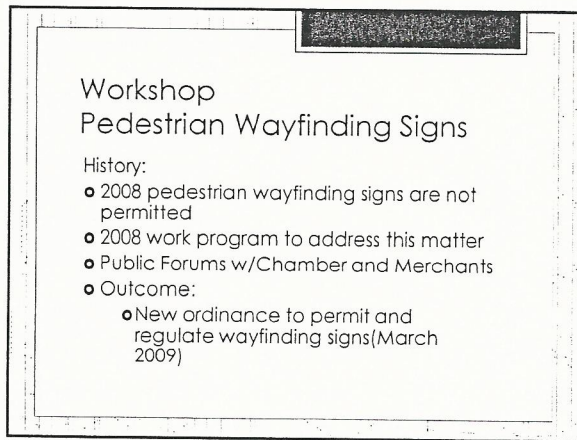 Workshop
Pedestrian Wayfinding Signs
History:
2008 pedestrian wayfinding signs are not
permitted
2008 work program to address this matter
Public Forums w/Chamber and Merchants
Outcome:
New ordinance to permit and
regulate wayfinding signs(March
2009)